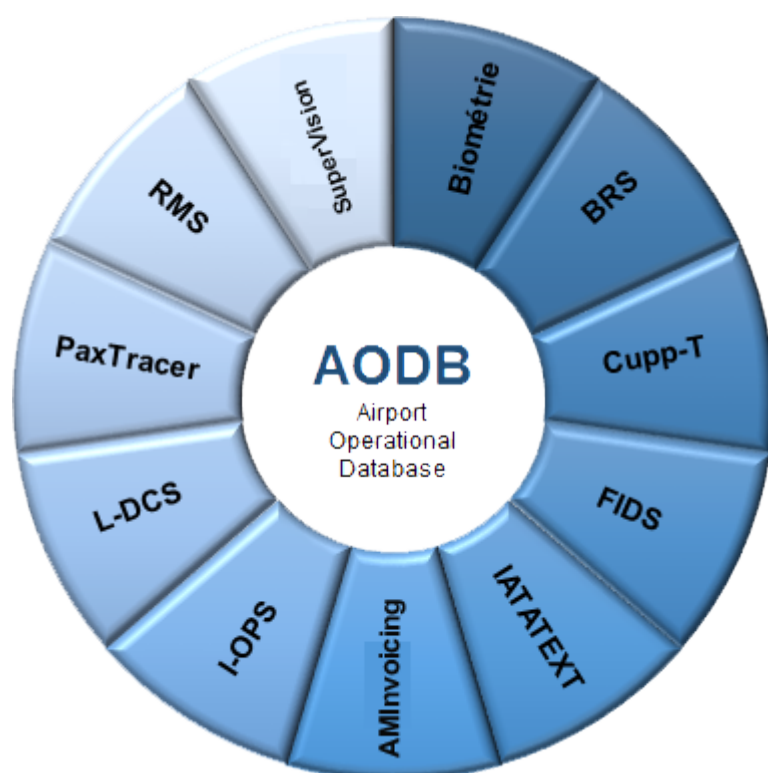 AODB
Airport
Operational
Database
Biométrie
BRS
Cupp-T
FIDS
IATATEXT
AMInvoicing
I-OPS
L-DCS
PaxTracer
RMS
SuperVision